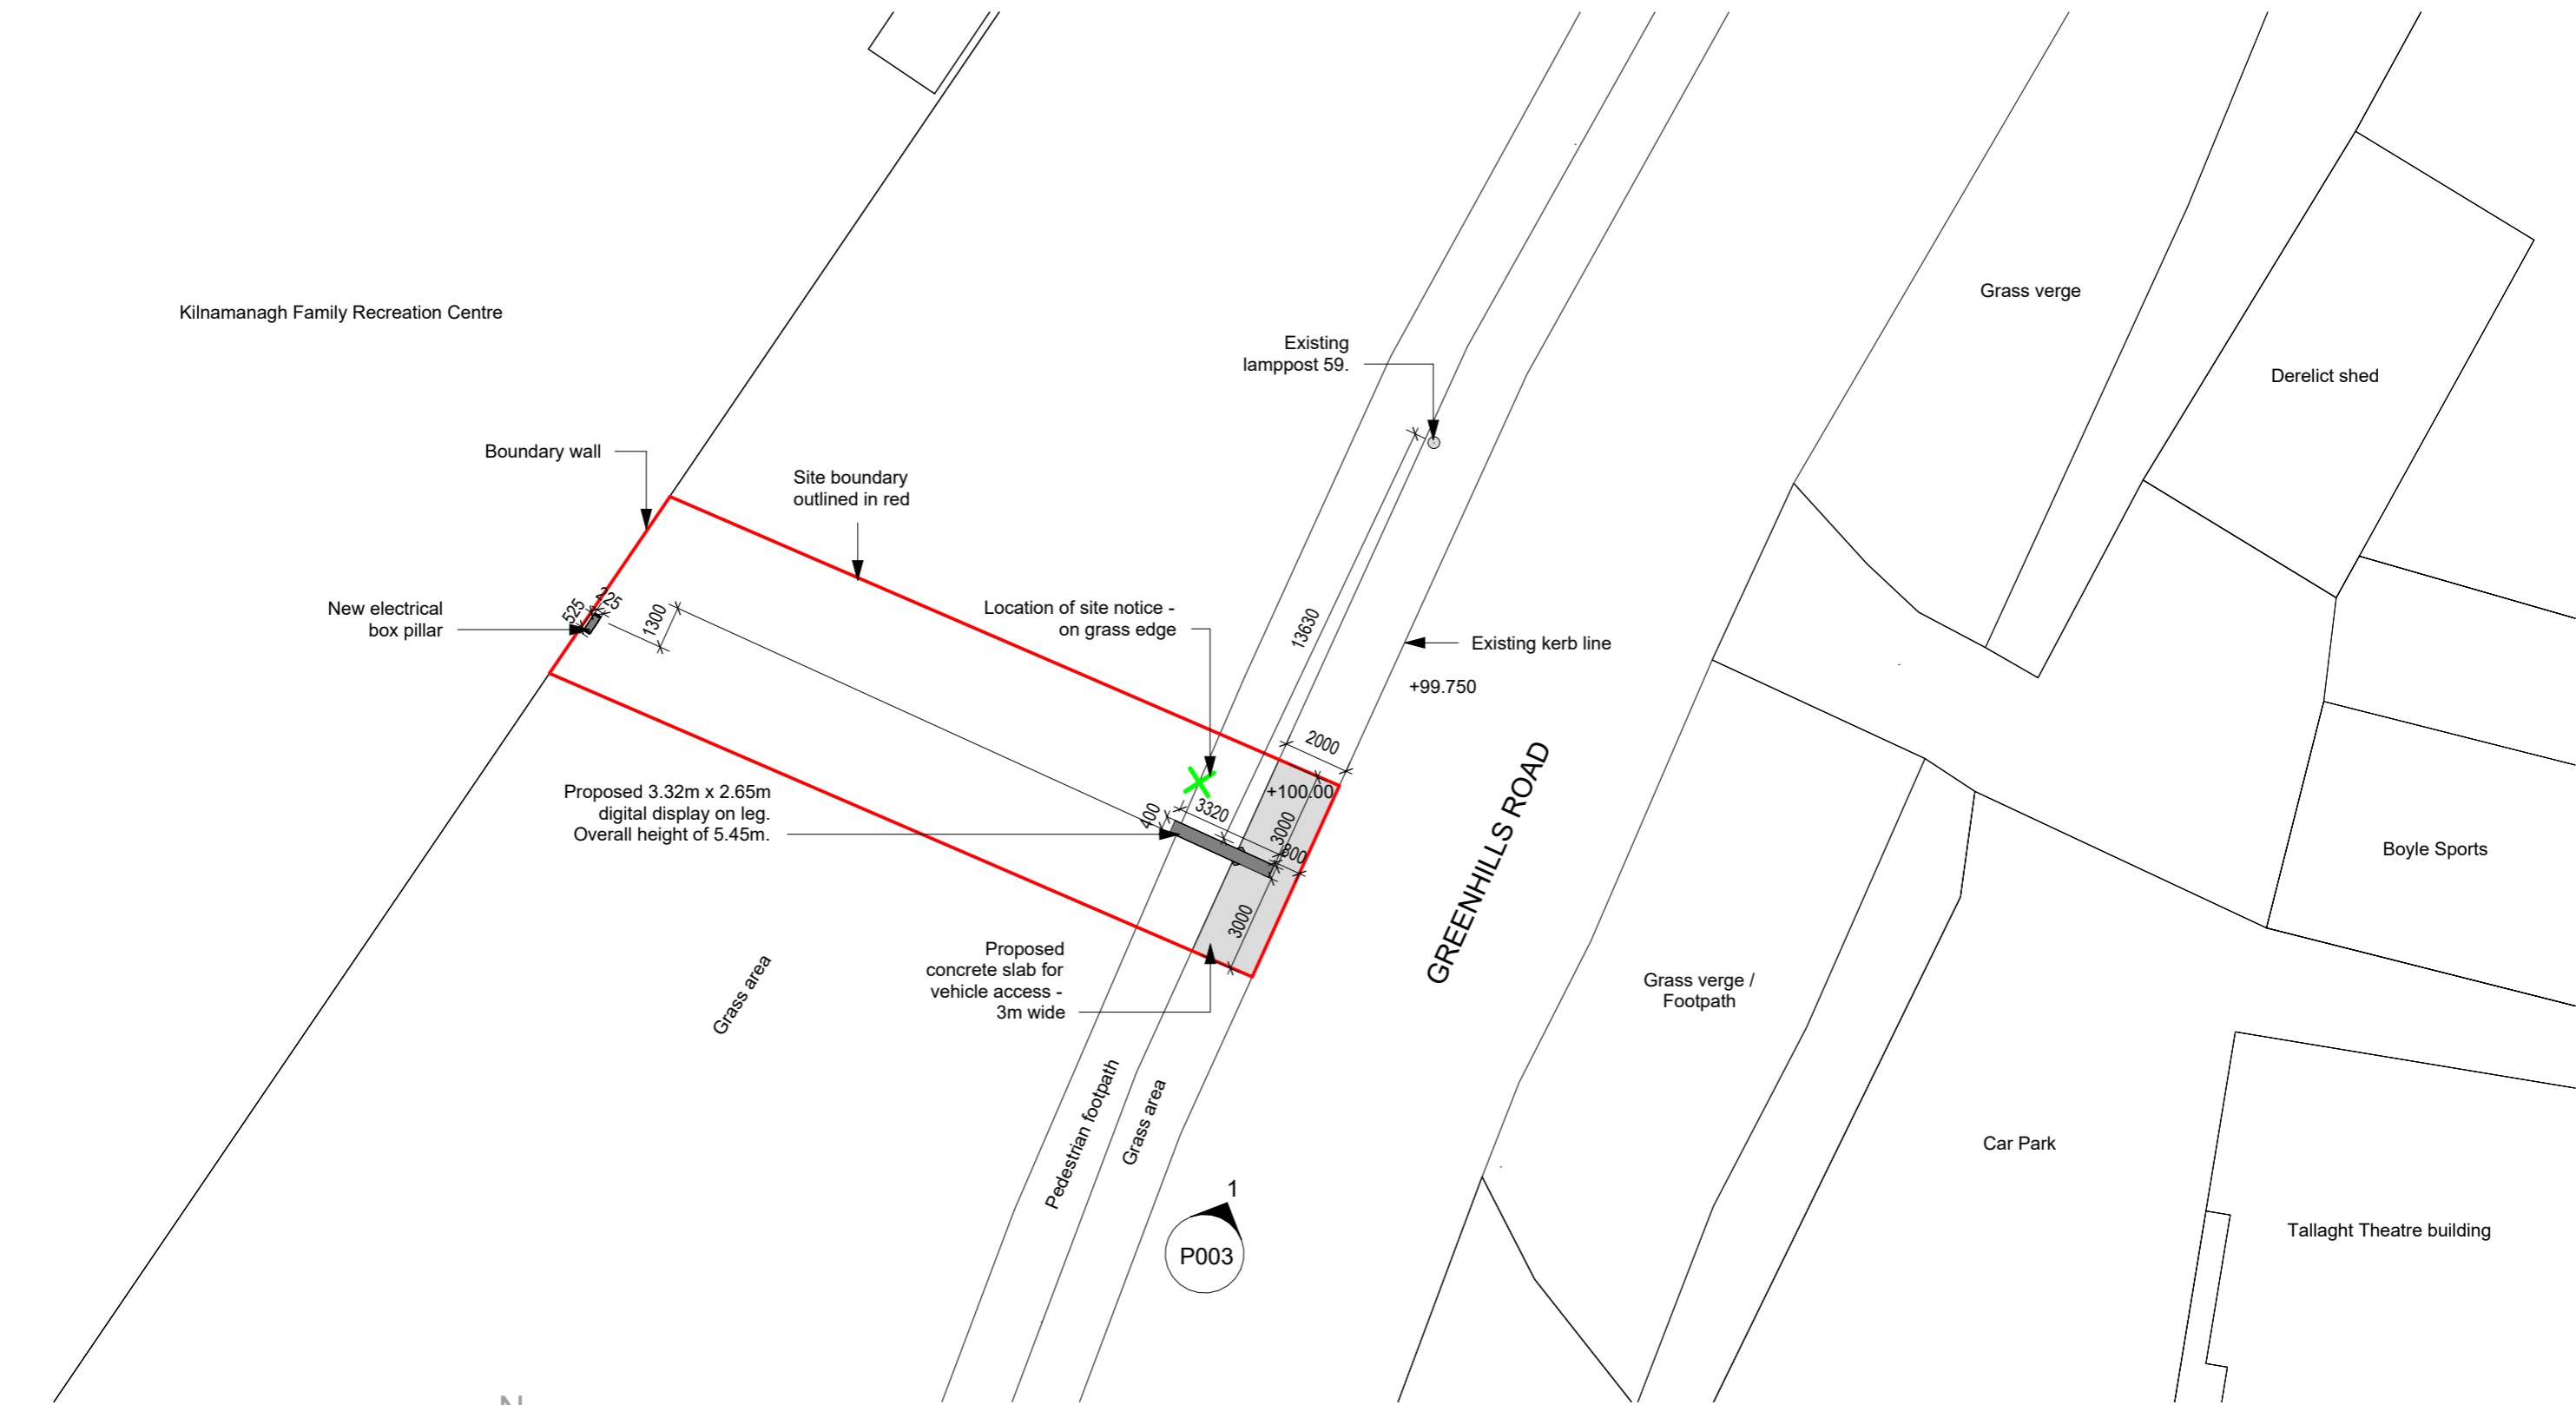 Kilnamanagh Family Recreation Centre
Grass verge
Existing
lamppost 59.
Derelict shed
Boundary wall
Site boundary
outlined in red
New electrical
box pillar
525
225
1300
Location of site notice -
on grass edge
13630
Existing kerb line
+99.750
2000
GREENHILLS ROAD
Proposed 3.32m x 2.65m
digital display on leg.
Overall height of 5.45m.
400
3320
+100.00
3000
800
3000
Boyle Sports
Proposed
concrete slab for
vehicle access -
3m wide
Grass area
Grass verge /
Footpath
Pedestrian footpath
Grass area
Car Park
1
P003
Tallaght Theatre building
N